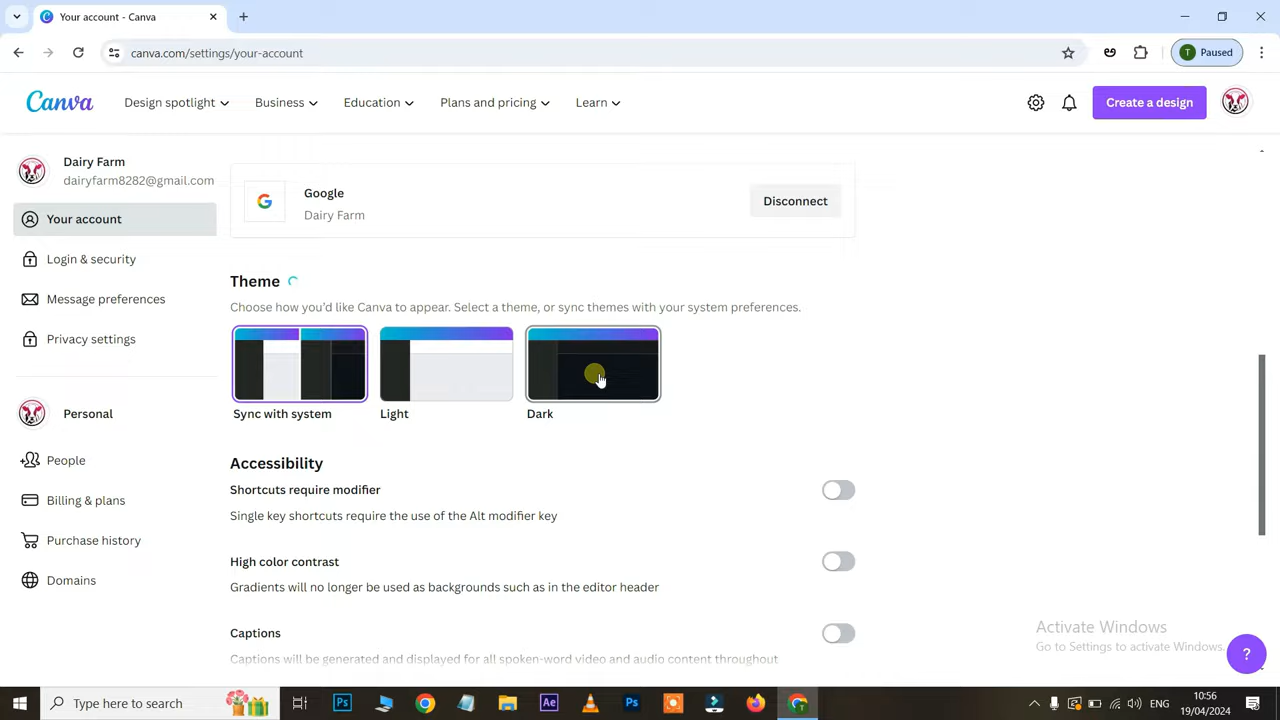 Your account - Canva
canva.com/settings/your-account
T Paused
Canva
Design spotlight
Business
Education
Plans and pricing
Learn
Create a design
Dairy Farm
dairyfarm8282@gmail.com
Your account
Login & security
Message preferences
Privacy settings
Personal
People
Billing & plans
Purchase history
Domains
Google
Dairy Farm
Disconnect
Theme
Choose how you'd like Canva to appear. Select a theme, or sync themes with your system preferences.
Sync with system
Light
Dark
Accessibility
Shortcuts require modifier
Single key shortcuts require the use of the Alt modifier key
High color contrast
Gradients will no longer be used as backgrounds such as in the editor header
Captions
Captions will be generated and displayed for all spoken-word video and audio content throughout
Activate Windows
Go to Settings to activate Windows.
?
Type here to search
Ps
Ae
Ps
ENG
10:56
19/04/2024